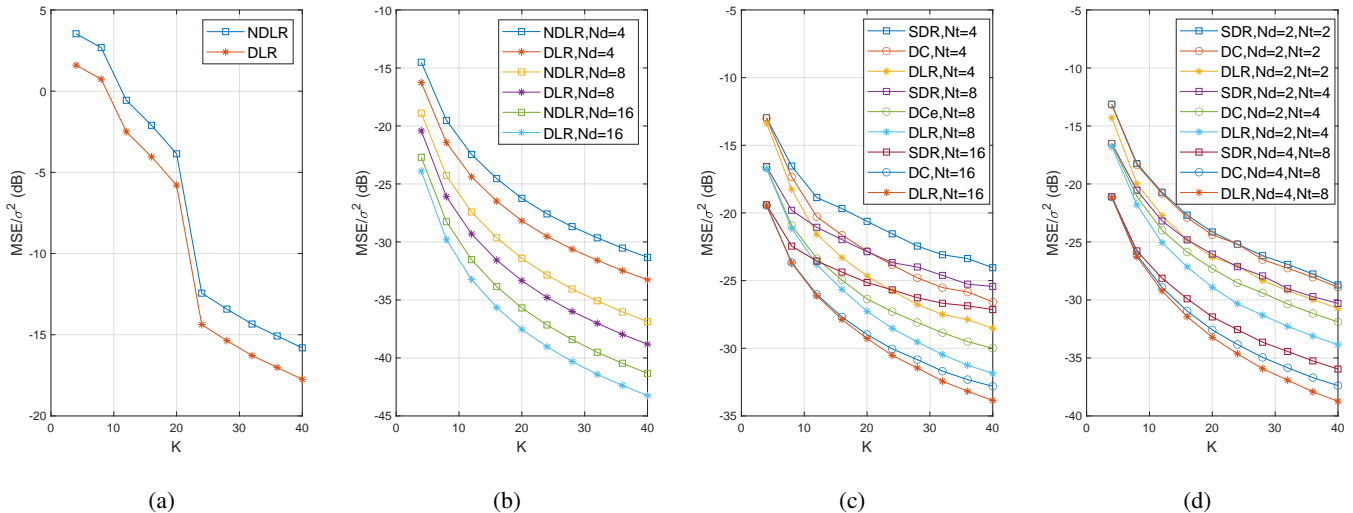 5
0
-5
-10
-15
-20
0 10 20 30 40
K
MSE/σ² (dB)
NDLR
DLR
(a)
-10
-15
-20
-25
-30
-35
-40
-45
0 10 20 30 40
K
MSE/σ² (dB)
NDLR,Nd=4
DLR,Nd=4
NDLR,Nd=8
DLR,Nd=8
NDLR,Nd=16
DLR,Nd=16
(b)
-5
-10
-15
-20
-25
-30
-35
0 10 20 30 40
K
MSE/σ² (dB)
SDR,Nt=4
DC,Nt=4
DLR,Nt=4
SDR,Nt=8
DCe,Nt=8
DLR,Nt=8
SDR,Nt=16
DC,Nt=16
DLR,Nt=16
(c)
-5
-10
-15
-20
-25
-30
-35
-40
0 10 20 30 40
K
MSE/σ² (dB)
SDR,Nd=2,Nt=2
DC,Nd=2,Nt=2
DLR,Nd=2,Nt=2
SDR,Nd=2,Nt=4
DC,Nd=2,Nt=4
DLR,Nd=2,Nt=4
SDR,Nd=4,Nt=8
DC,Nd=4,Nt=8
DLR,Nd=4,Nt=8
(d)